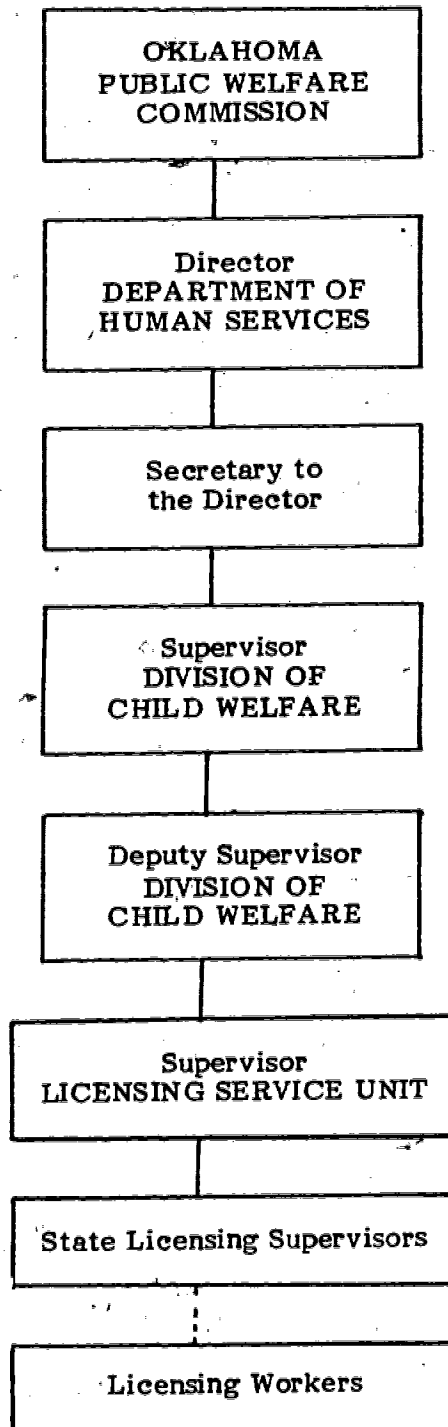 OKLAHOMA
PUBLIC WELFARE
COMMISSION
Director
DEPARTMENT OF
HUMAN SERVICES
Secretary to
the Director
Supervisor
DIVISION OF
CHILD WELFARE
Deputy Supervisor
DIVISION OF
CHILD WELFARE
Supervisor
LICENSING SERVICE UNIT
State Licensing Supervisors
Licensing Workers